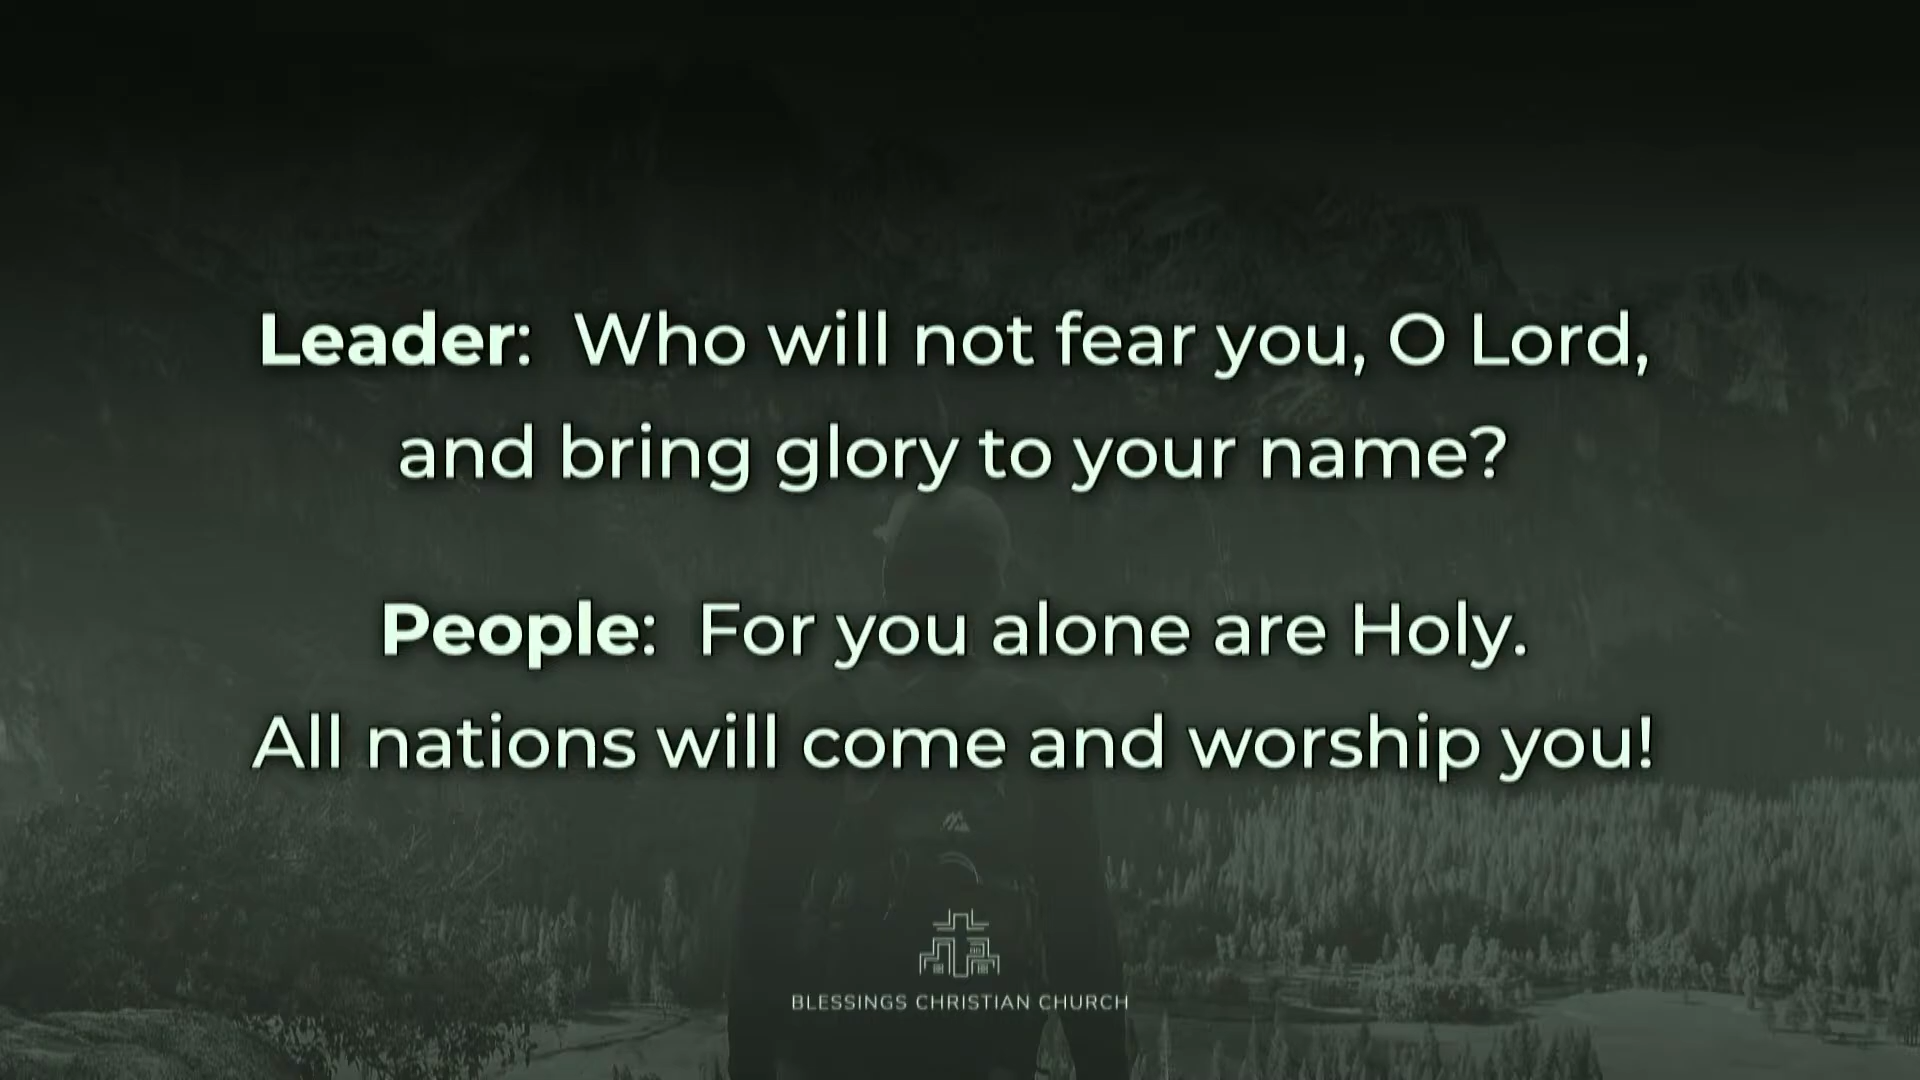 Leader: Who will not fear you, O Lord,
and bring glory to your name?
People: For you alone are Holy.
All nations will come and worship you!
BLESSINGS CHRISTIAN CHURCH